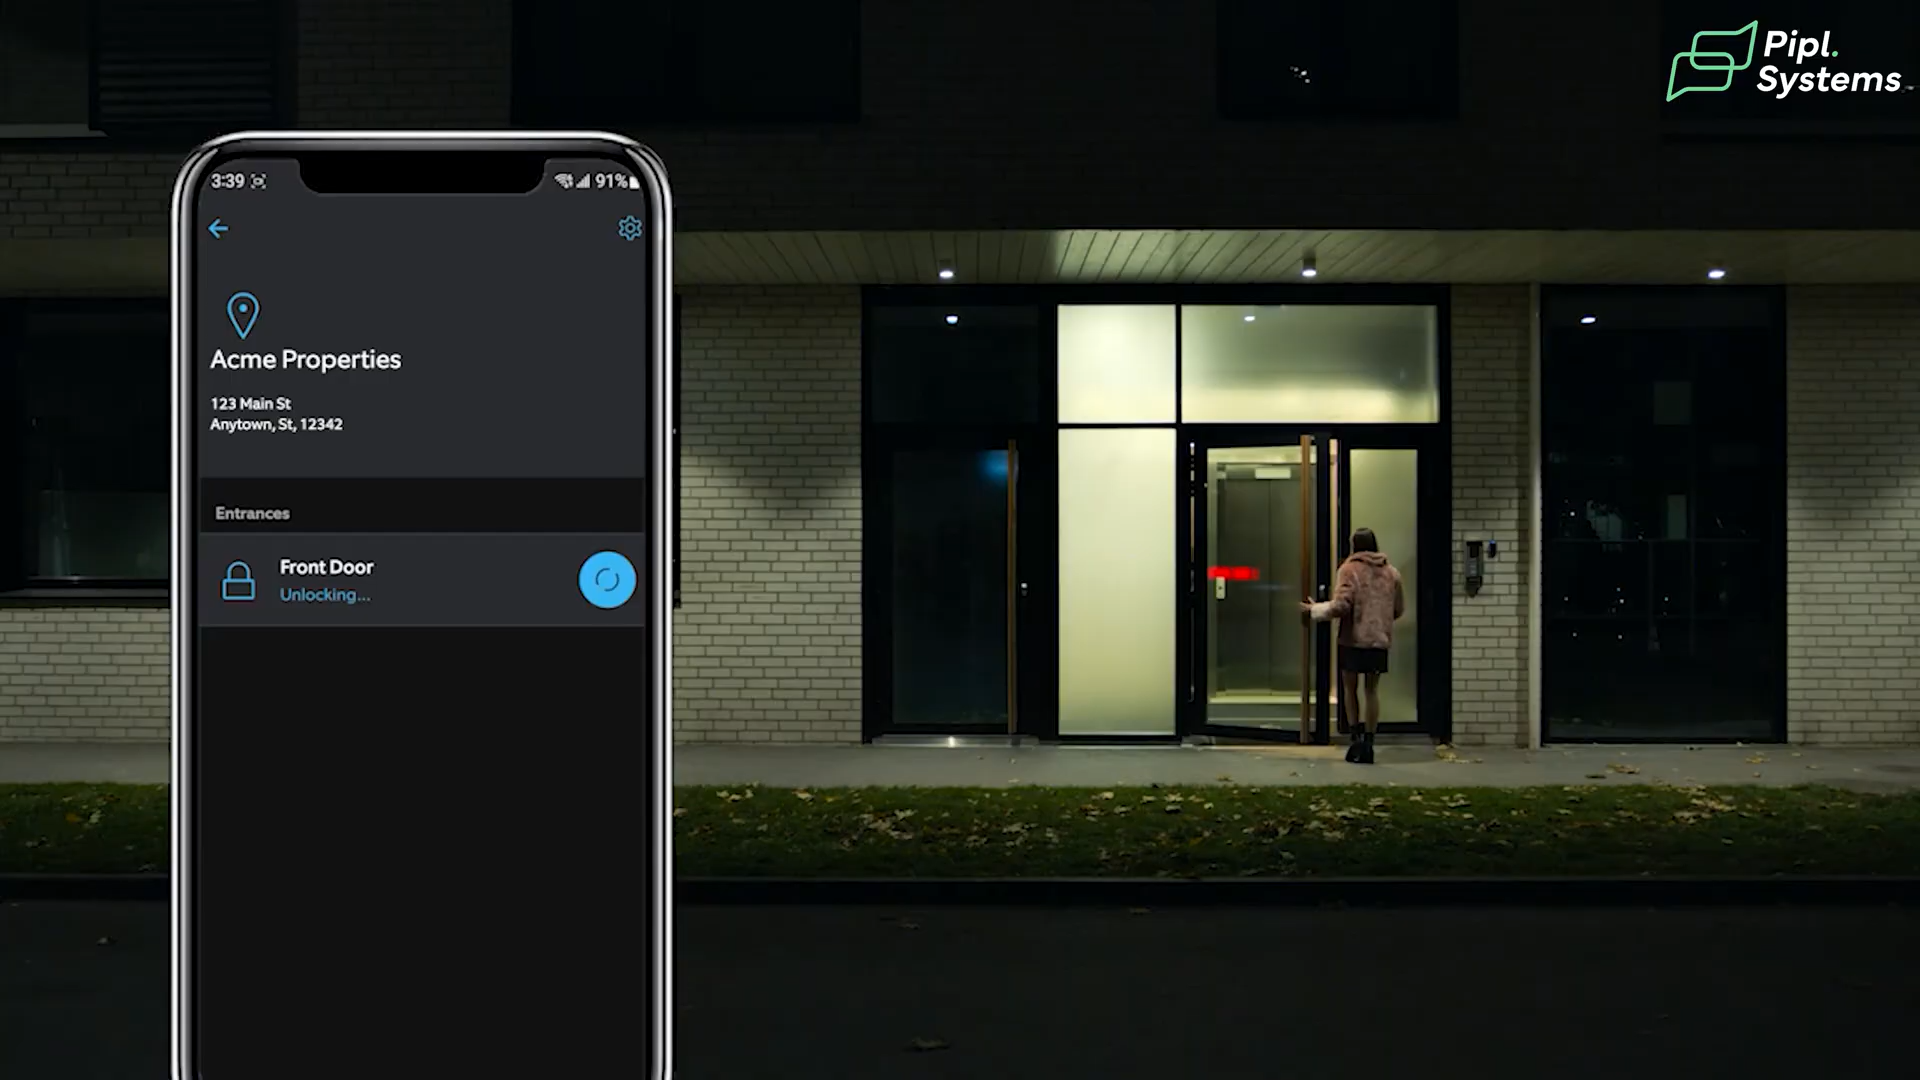 Pipl.
Systems
3:39
91%
Acme Properties
123 Main St
Anytown, St, 12342
Entrances
Front Door
Unlocking...